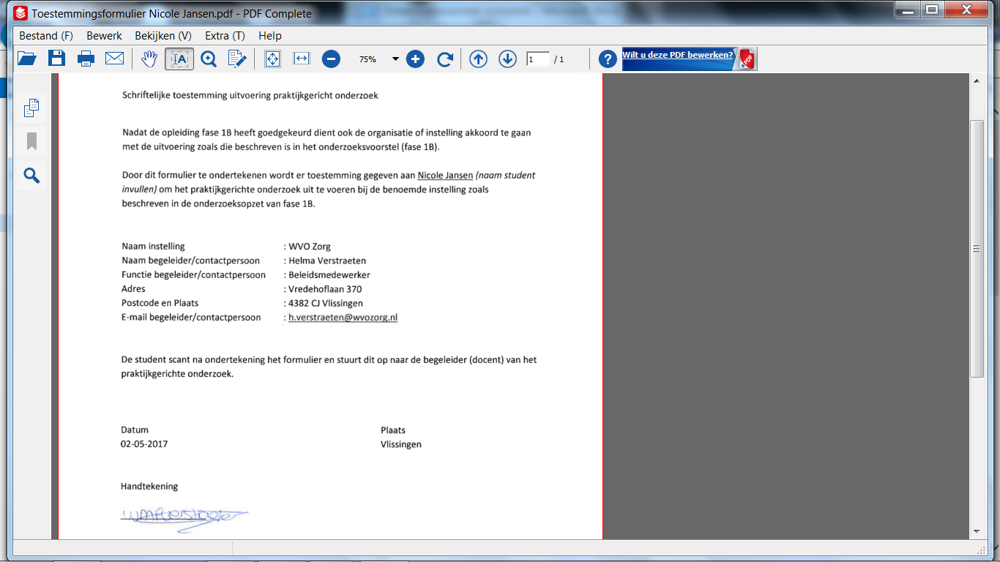 Toestemmingsformulier Nicole Jansen.pdf - PDF Complete
Bestand (F) Bewerk Bekijken (V) Extra (T) Help
75% 1 / 1 Wilt u deze PDF bewerken?
Schriftelijke toestemming uitvoering praktijkgericht onderzoek
Nadat de opleiding fase 1B heeft goedgekeurd dient ook de organisatie of instelling akkoord te gaan
met de uitvoering zoals die beschreven is in het onderzoeksvoorstel (fase 1B).
Door dit formulier te ondertekenen wordt er toestemming gegeven aan Nicole Jansen (naam student
invullen) om het praktijkgerichte onderzoek uit te voeren bij de benoemde instelling zoals
beschreven in de onderzoeksopzet van fase 1B.
Naam instelling : WVO Zorg
Naam begeleider/contactpersoon : Helma Verstraeten
Functie begeleider/contactpersoon : Beleidsmedewerker
Adres : Vredehoflaan 370
Postcode en Plaats : 4382 CJ Vlissingen
E-mail begeleider/contactpersoon : h.verstraeten@wvozorg.nl
De student scant na ondertekening het formulier en stuurt dit op naar de begeleider (docent) van het
praktijkgerichte onderzoek.
Datum Plaats
02-05-2017 Vlissingen
Handtekening